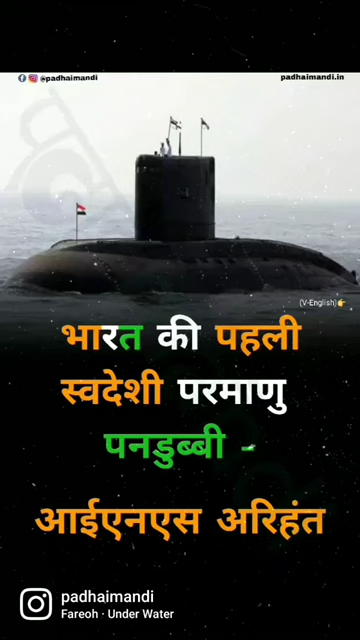 @padhaimandi
padhaimandi.in
(V-English)👉
भारत की पहली
स्वदेशी परमाणु
पनडुब्बी -
आईएनएस अरिहंत
padhaimandi
Fareoh · Under Water